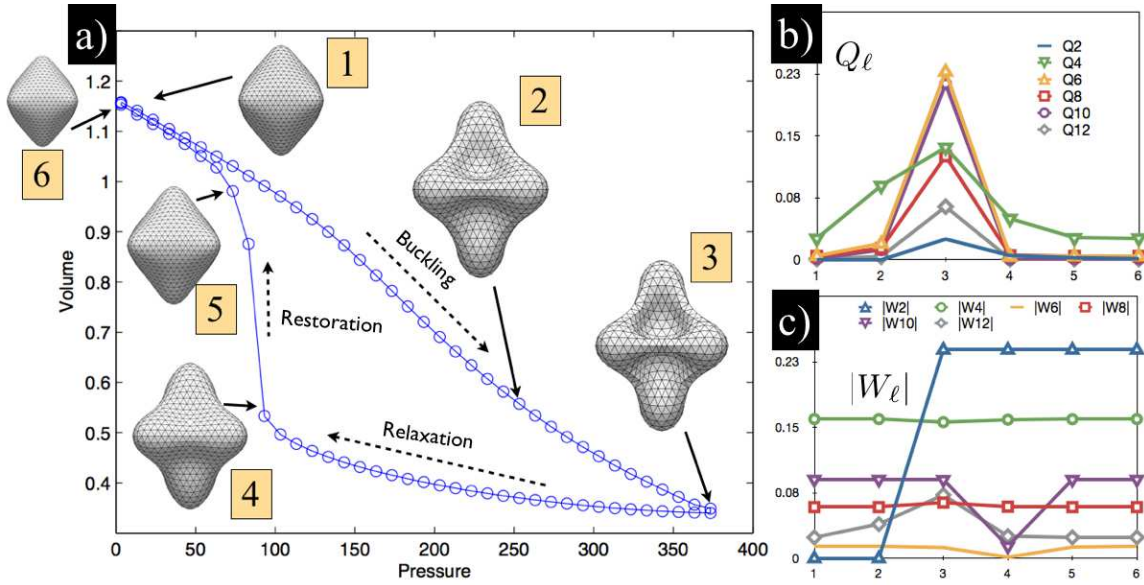 a)
1.2
1.1
1
0.9
0.8
0.7
0.6
0.5
0.4
Volume
0 50 100 150 200 250 300 350 400
Pressure
1
2
3
4
5
6
Buckling
Restoration
Relaxation
b)
Qℓ
0.23
0.15
0.08
0
1 2 3 4 5 6
Q2
Q4
Q6
Q8
Q10
Q12
c)
|W2| |W4| |W6| |W8|
|W10| |W12|
|Wℓ|
0.23
0.15
0.08
0
1 2 3 4 5 6